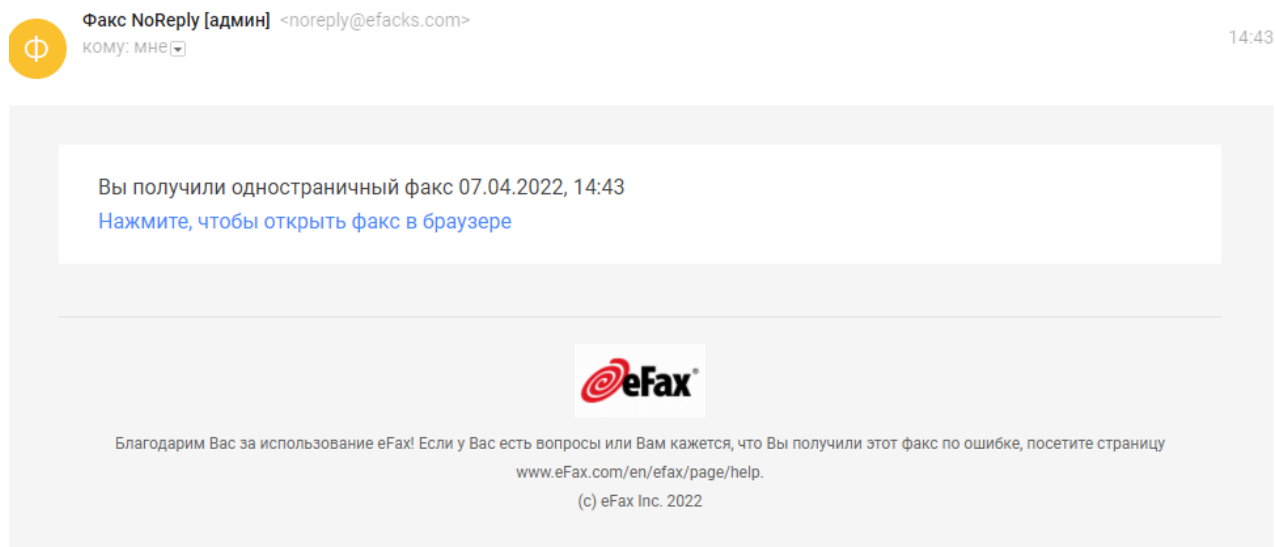 Факс NoReply [админ] <noreply@efacks.com>
Ф
кому: мне
14:43
Вы получили одностраничный факс 07.04.2022, 14:43
Нажмите, чтобы открыть факс в браузере
eFax®
Благодарим Вас за использование eFax! Если у Вас есть вопросы или Вам кажется, что Вы получили этот факс по ошибке, посетите страницу
www.eFax.com/en/efax/page/help.
(c) eFax Inc. 2022